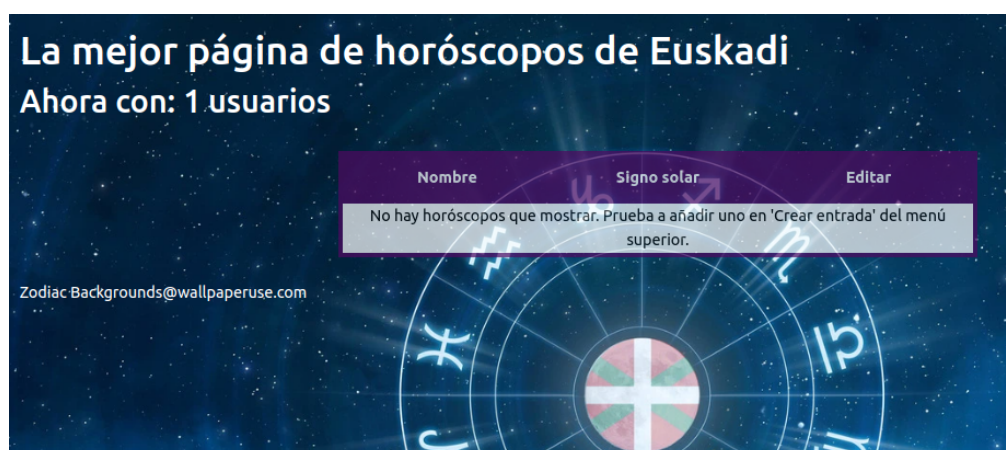 La mejor página de horóscopos de Euskadi
Ahora con: 1 usuarios
Nombre Signo solar Editar
No hay horóscopos que mostrar. Prueba a añadir uno en 'Crear entrada' del menú
superior.
Zodiac Backgrounds@wallpaperuse.com